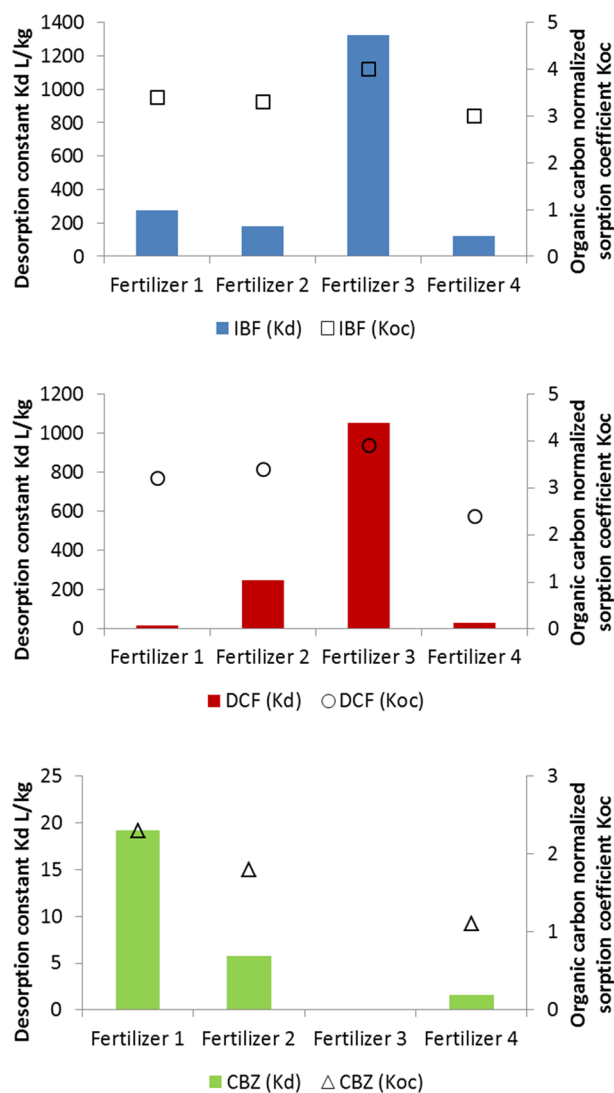 Desorption constant Kd L/kg
1400
1200
1000
800
600
400
200
0
5
4
3
2
1
0
Organic carbon normalized
sorption coefficient Koc
Fertilizer 1 Fertilizer 2 Fertilizer 3 Fertilizer 4
IBF (Kd) IBF (Koc)
Desorption constant Kd L/kg
1200
1000
800
600
400
200
0
5
4
3
2
1
0
Organic carbon normalized
sorption coefficient Koc
Fertilizer 1 Fertilizer 2 Fertilizer 3 Fertilizer 4
DCF (Kd) DCF (Koc)
Desorption constant Kd L/kg
25
20
15
10
5
0
3
2
1
0
Organic carbon normalized
sorption coefficient Koc
Fertilizer 1 Fertilizer 2 Fertilizer 3 Fertilizer 4
CBZ (Kd) CBZ (Koc)